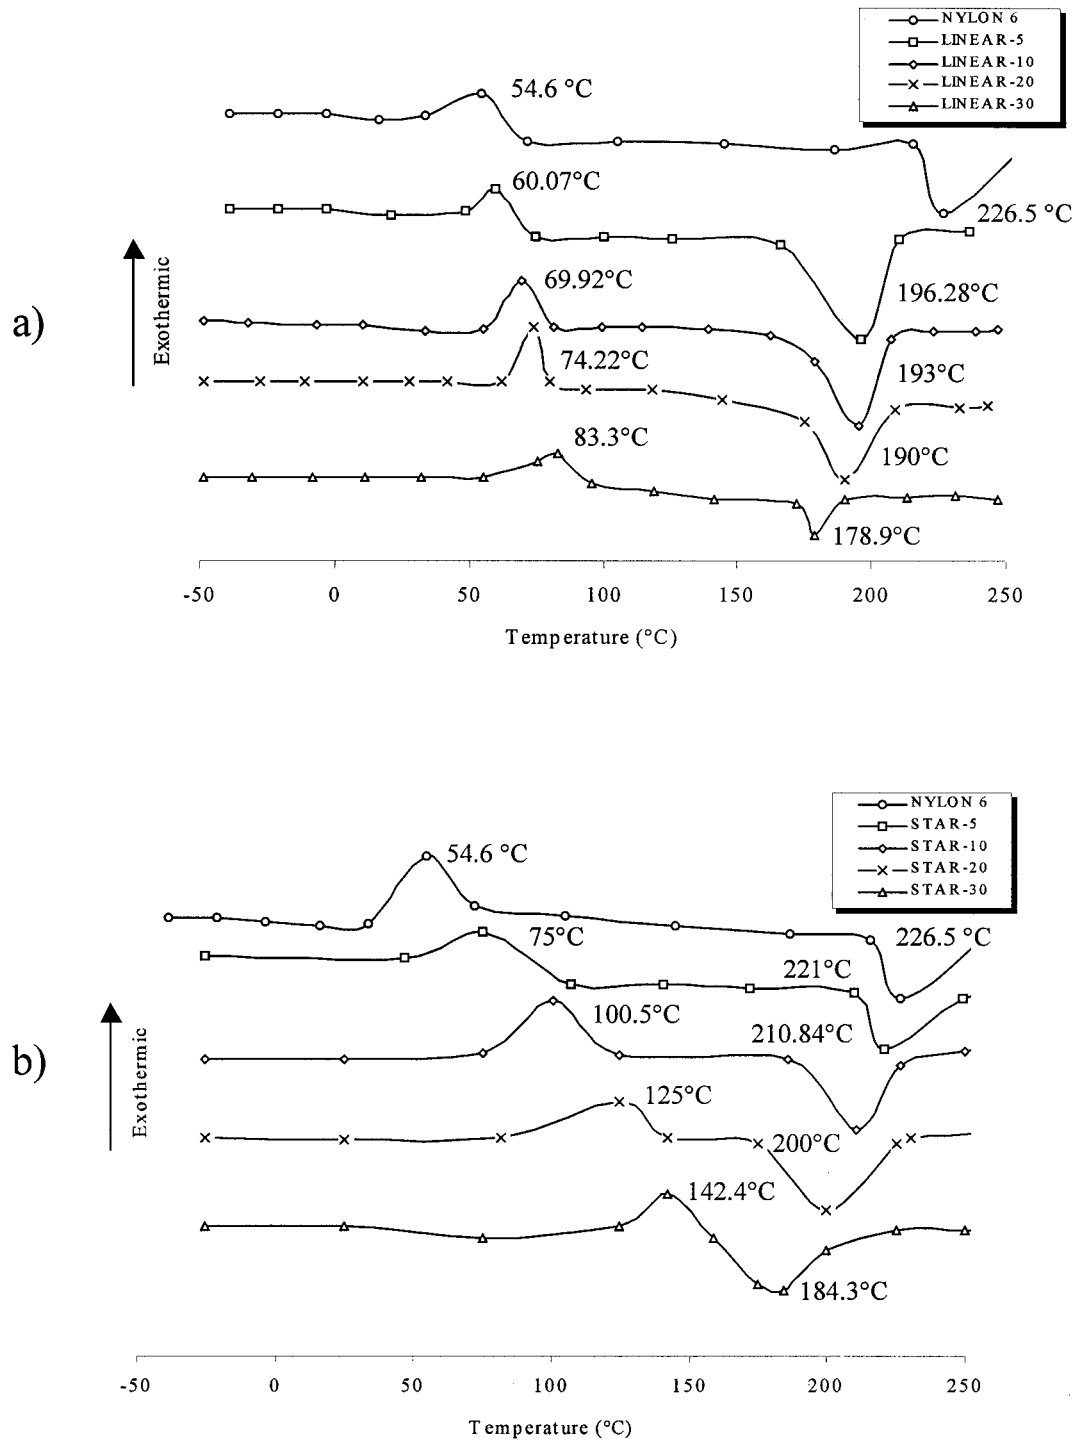 NYLON 6
LINEAR-5
LINEAR-10
LINEAR-20
LINEAR-30
54.6 °C
60.07°C
226.5 °C
69.92°C
196.28°C
74.22°C
193°C
83.3°C
190°C
178.9°C
Exothermic
a)
-50 0 50 100 150 200 250
Temperature (°C)
NYLON 6
STAR-5
STAR-10
STAR-20
STAR-30
54.6 °C
75°C
226.5 °C
221°C
100.5°C
210.84°C
125°C
200°C
142.4°C
184.3°C
Exothermic
b)
-50 0 50 100 150 200 250
Temperature (°C)